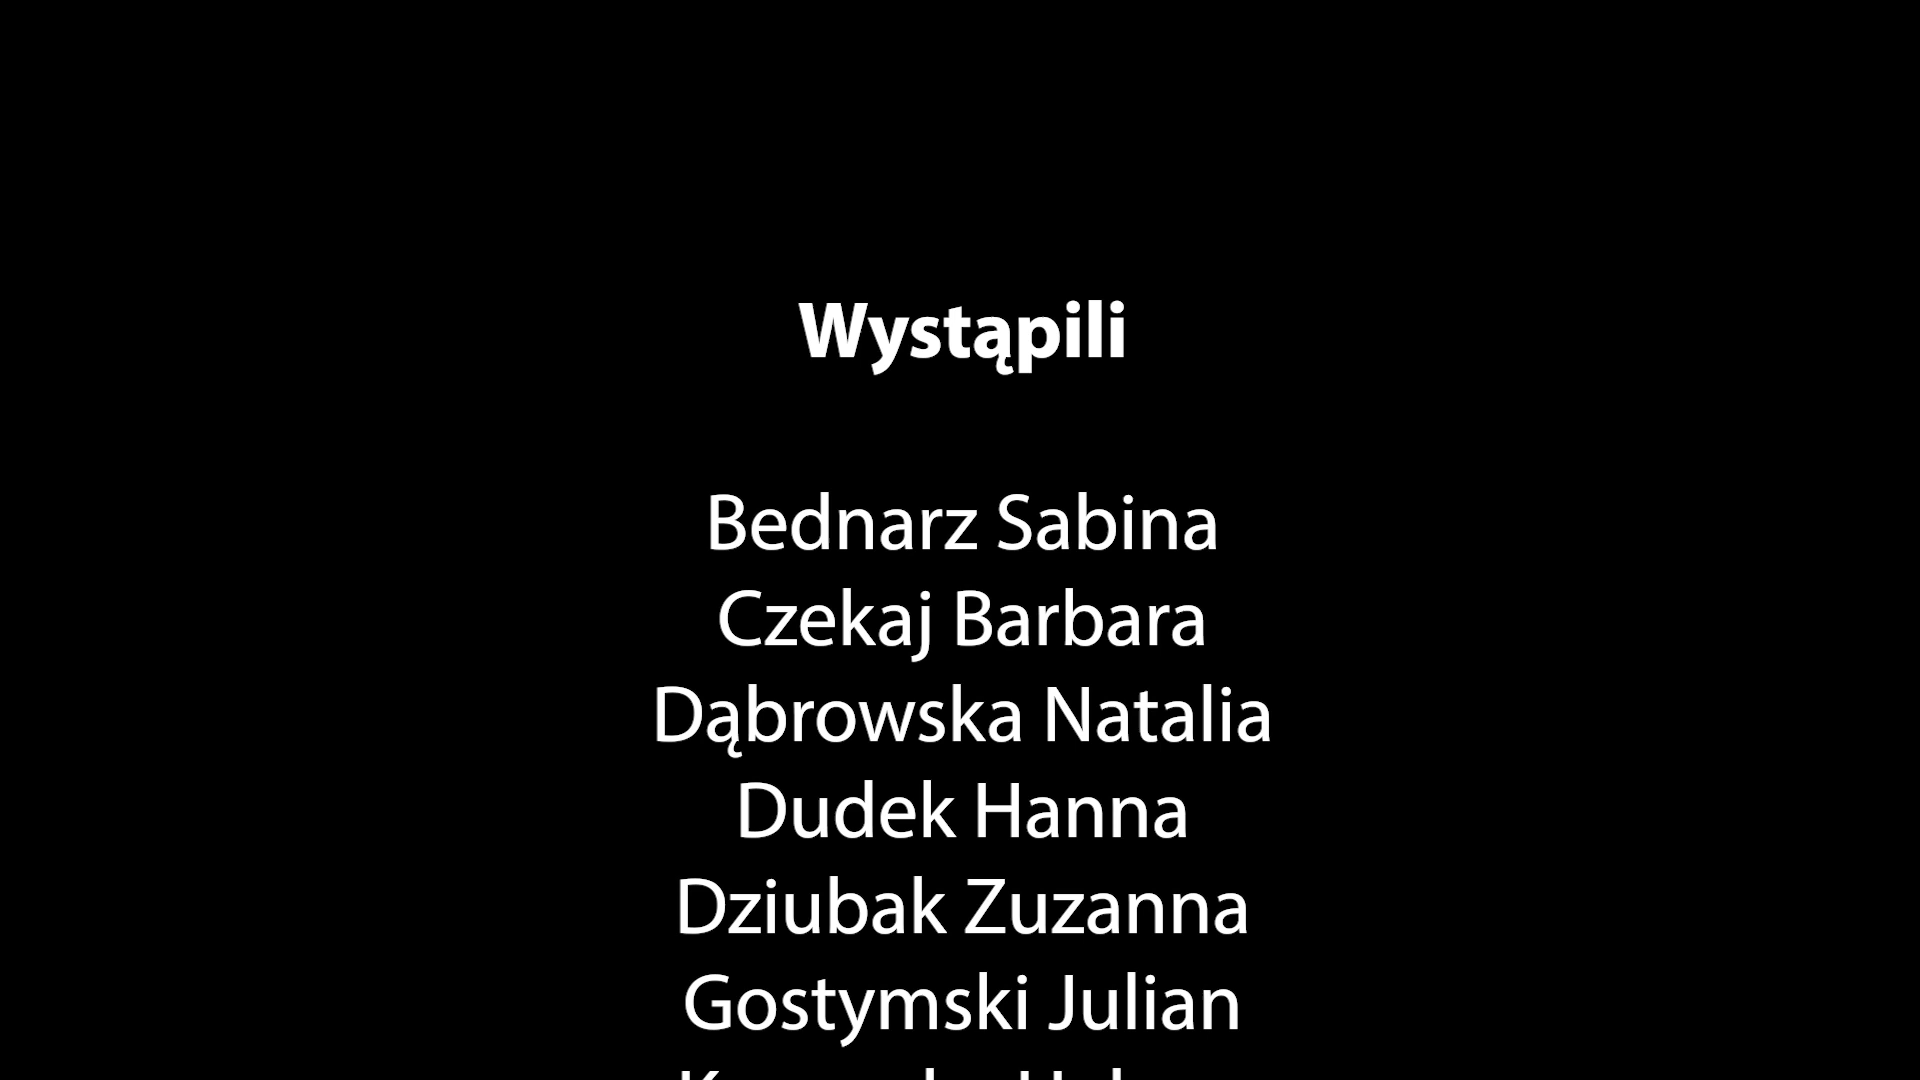 Wystąpili
Bednarz Sabina
Czekaj Barbara
Dąbrowska Natalia
Dudek Hanna
Dziubak Zuzanna
Gostymski Julian